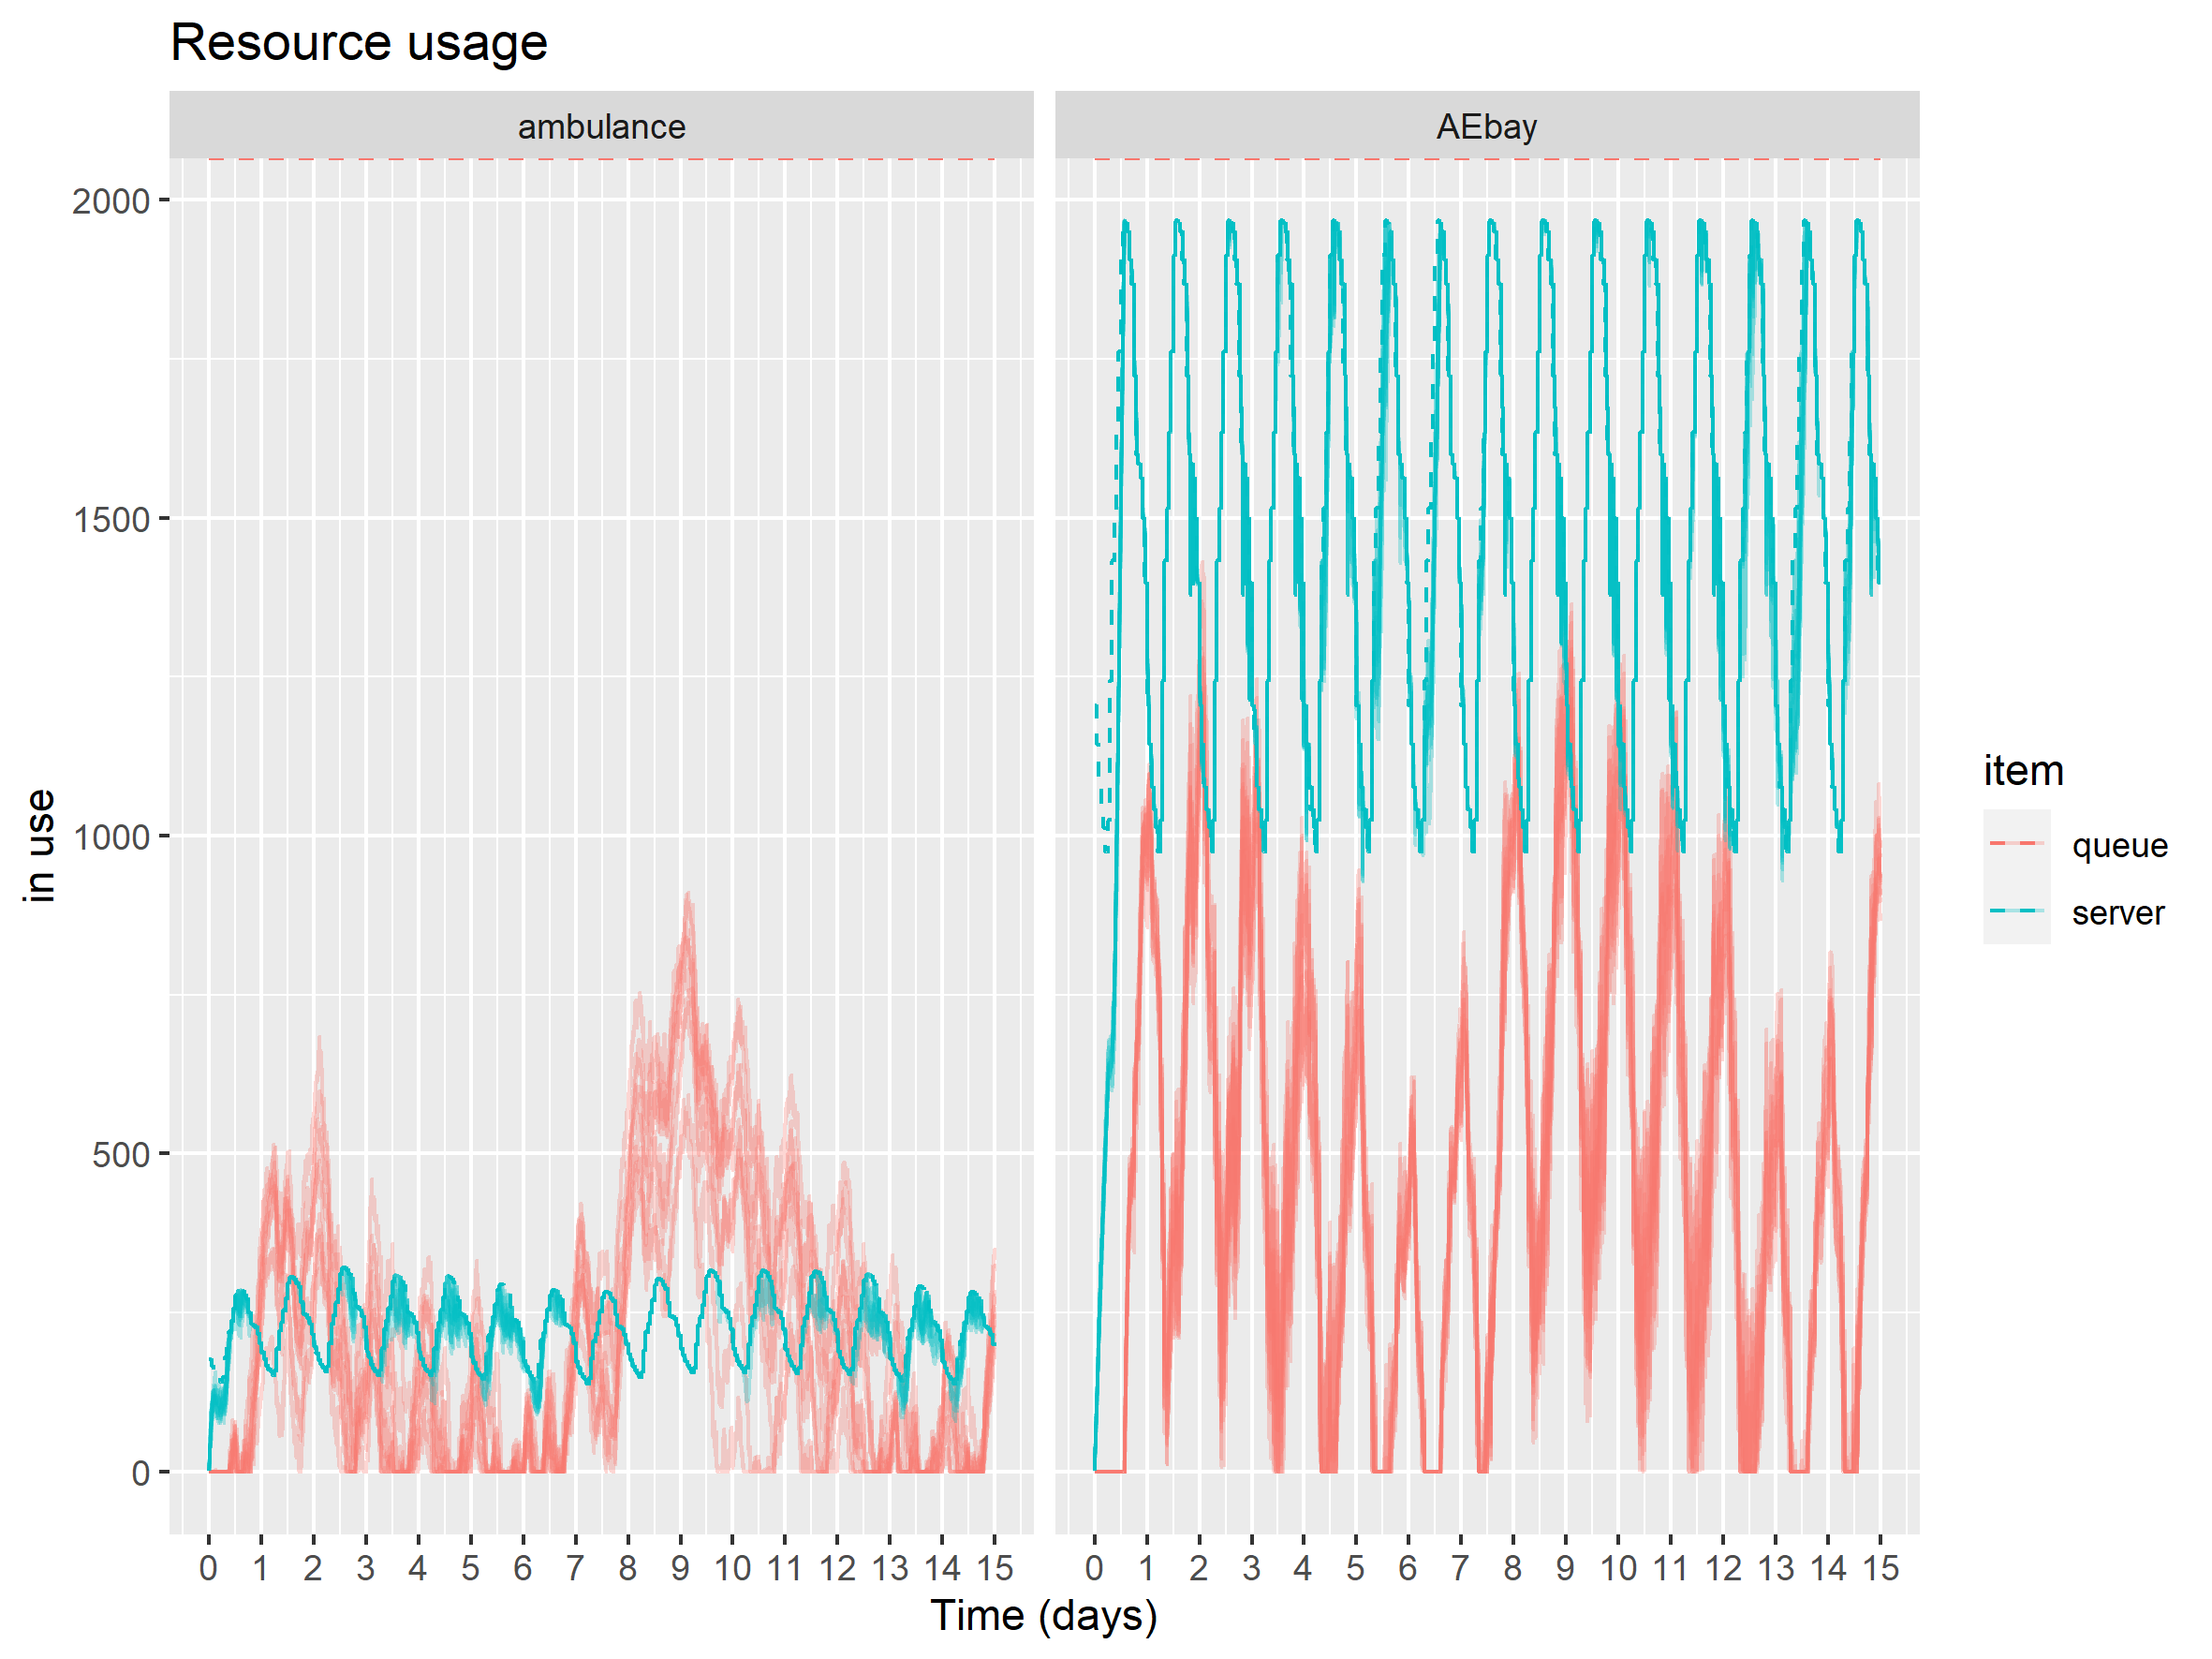 Resource usage
ambulance
AEbay
2000
1500
1000
500
0
in use
0 1 2 3 4 5 6 7 8 9 10 11 12 13 14 15
0 1 2 3 4 5 6 7 8 9 10 11 12 13 14 15
Time (days)
item
queue
server